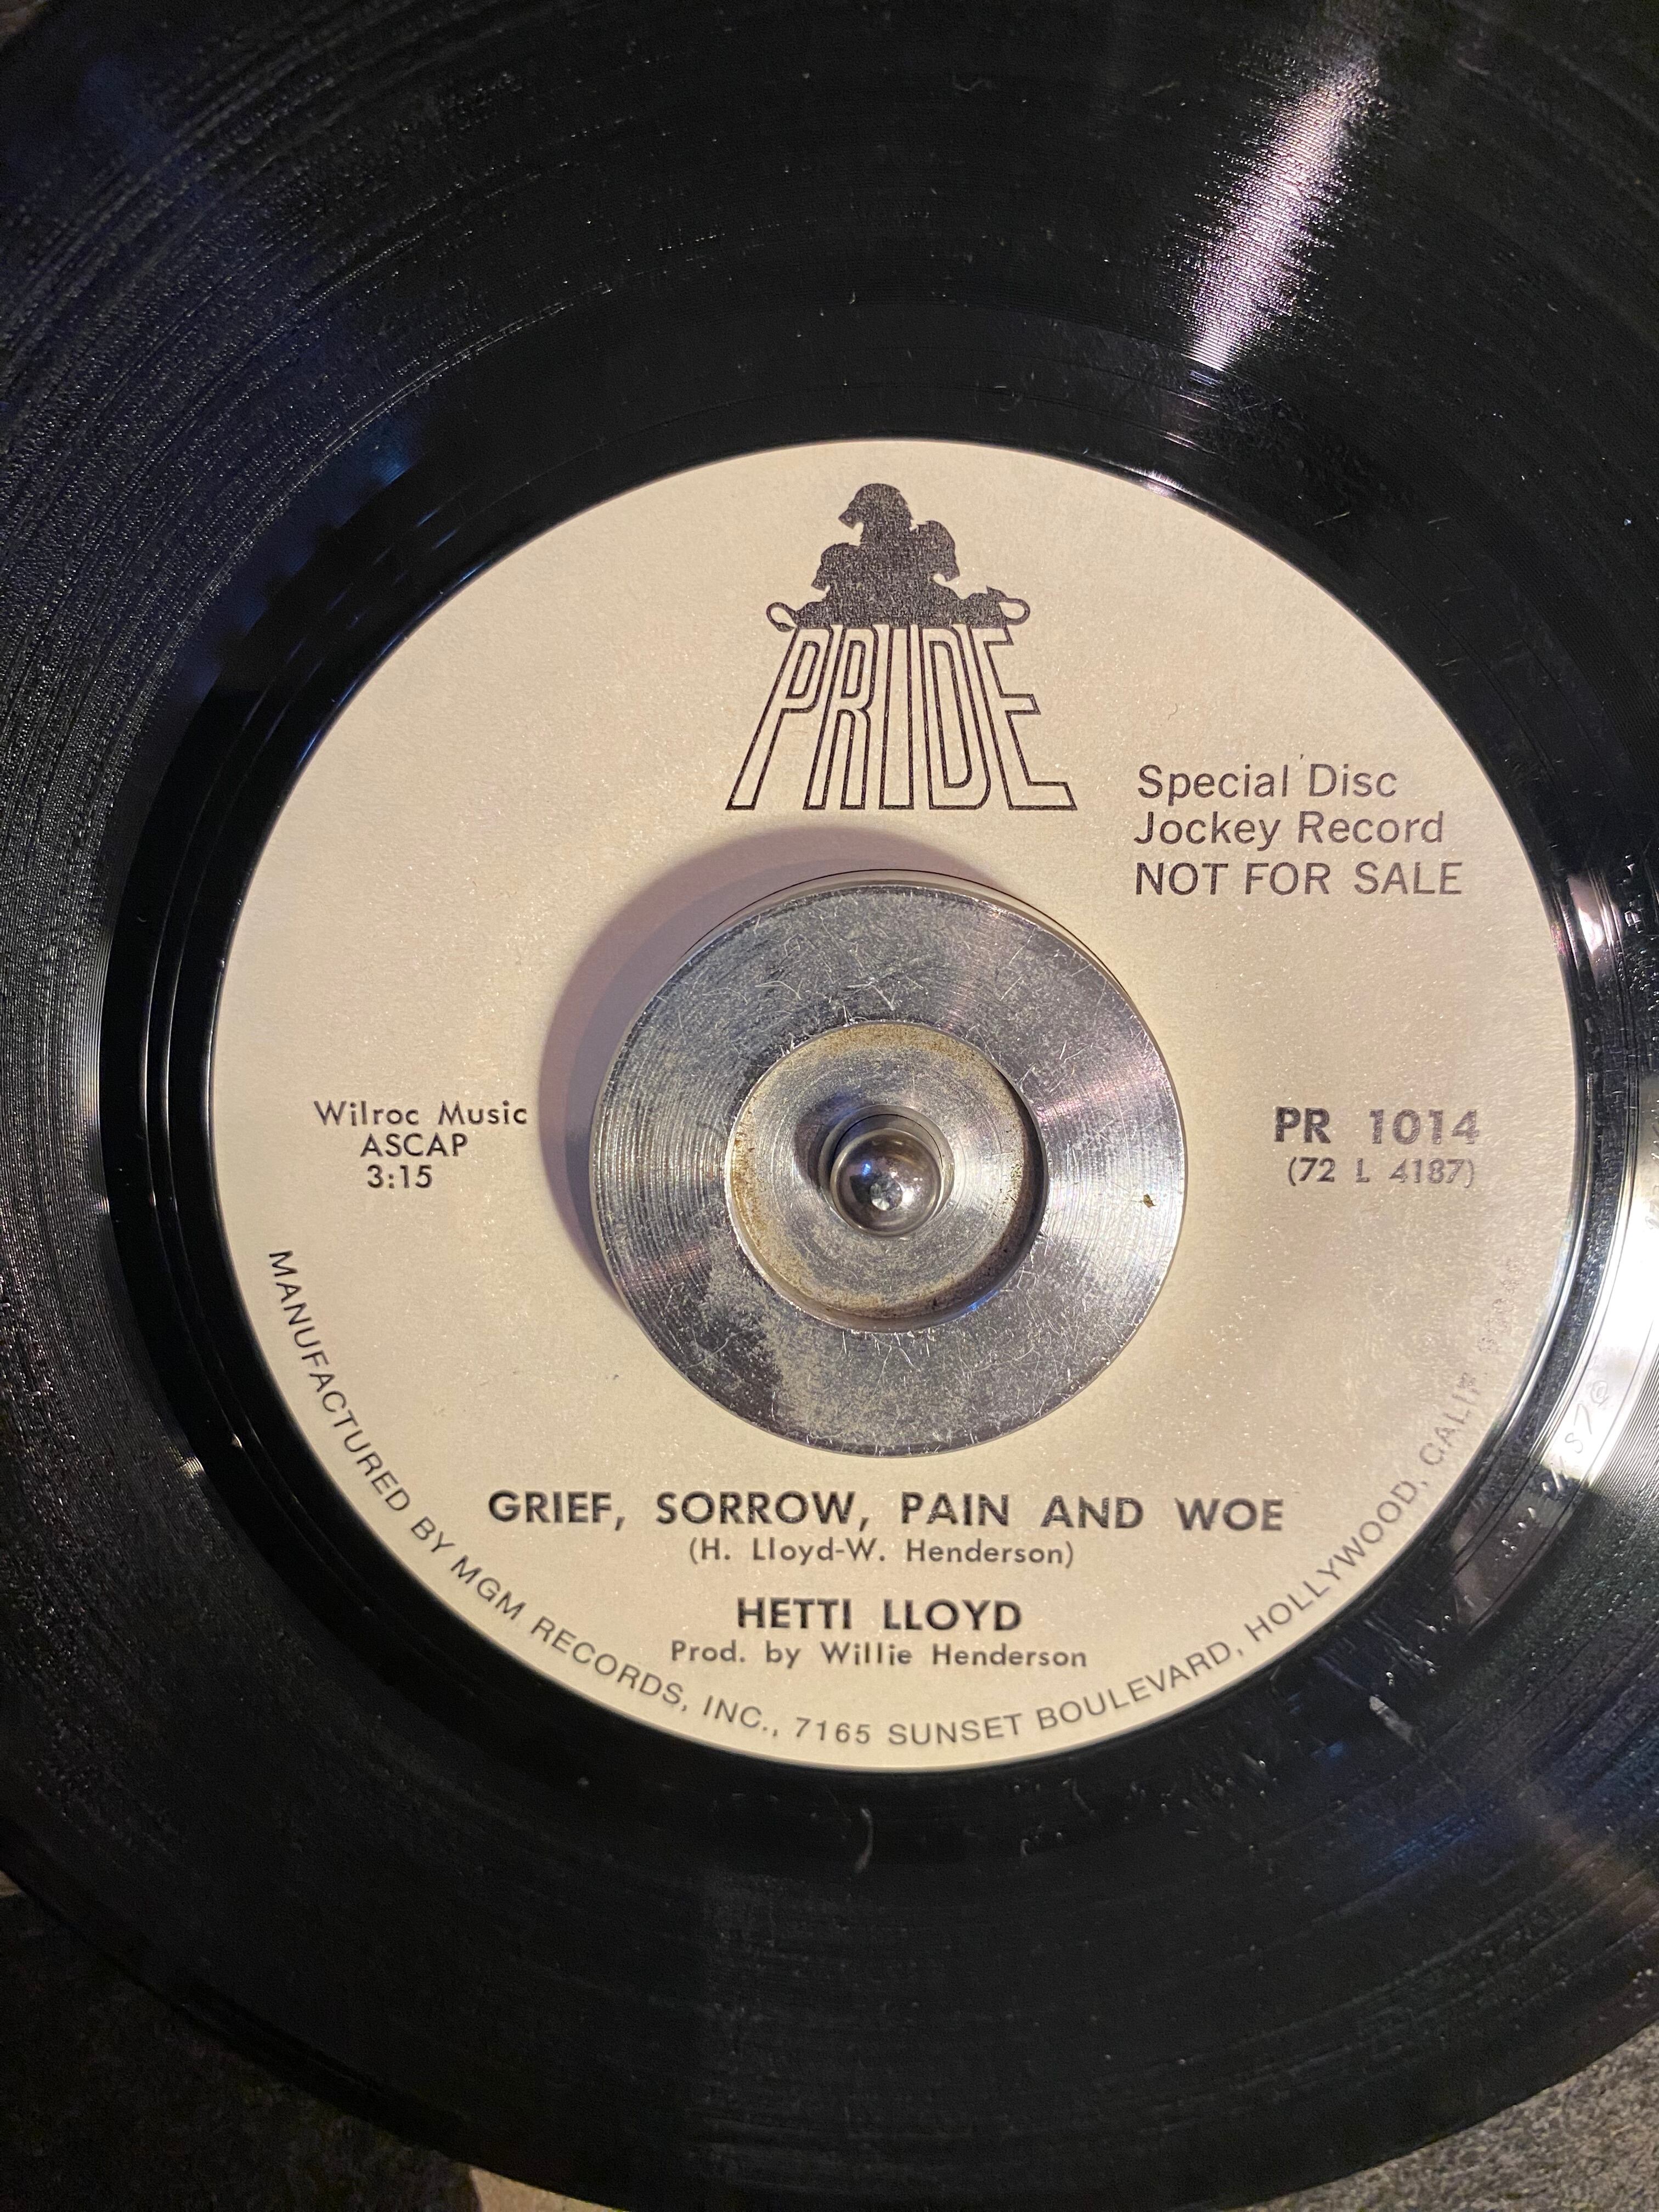 PRIDE
Special Disc
Jockey Record
NOT FOR SALE
Wilroc Music
ASCAP
3:15
PR 1014
(72 L 4187)
GRIEF, SORROW, PAIN AND WOE
(H. Lloyd-W. Henderson)
HETTI LLOYD
Prod. by Willie Henderson
MANUFACTURED BY MGM RECORDS, INC., 7165 SUNSET BOULEVARD, HOLLYWOOD, CALIF.